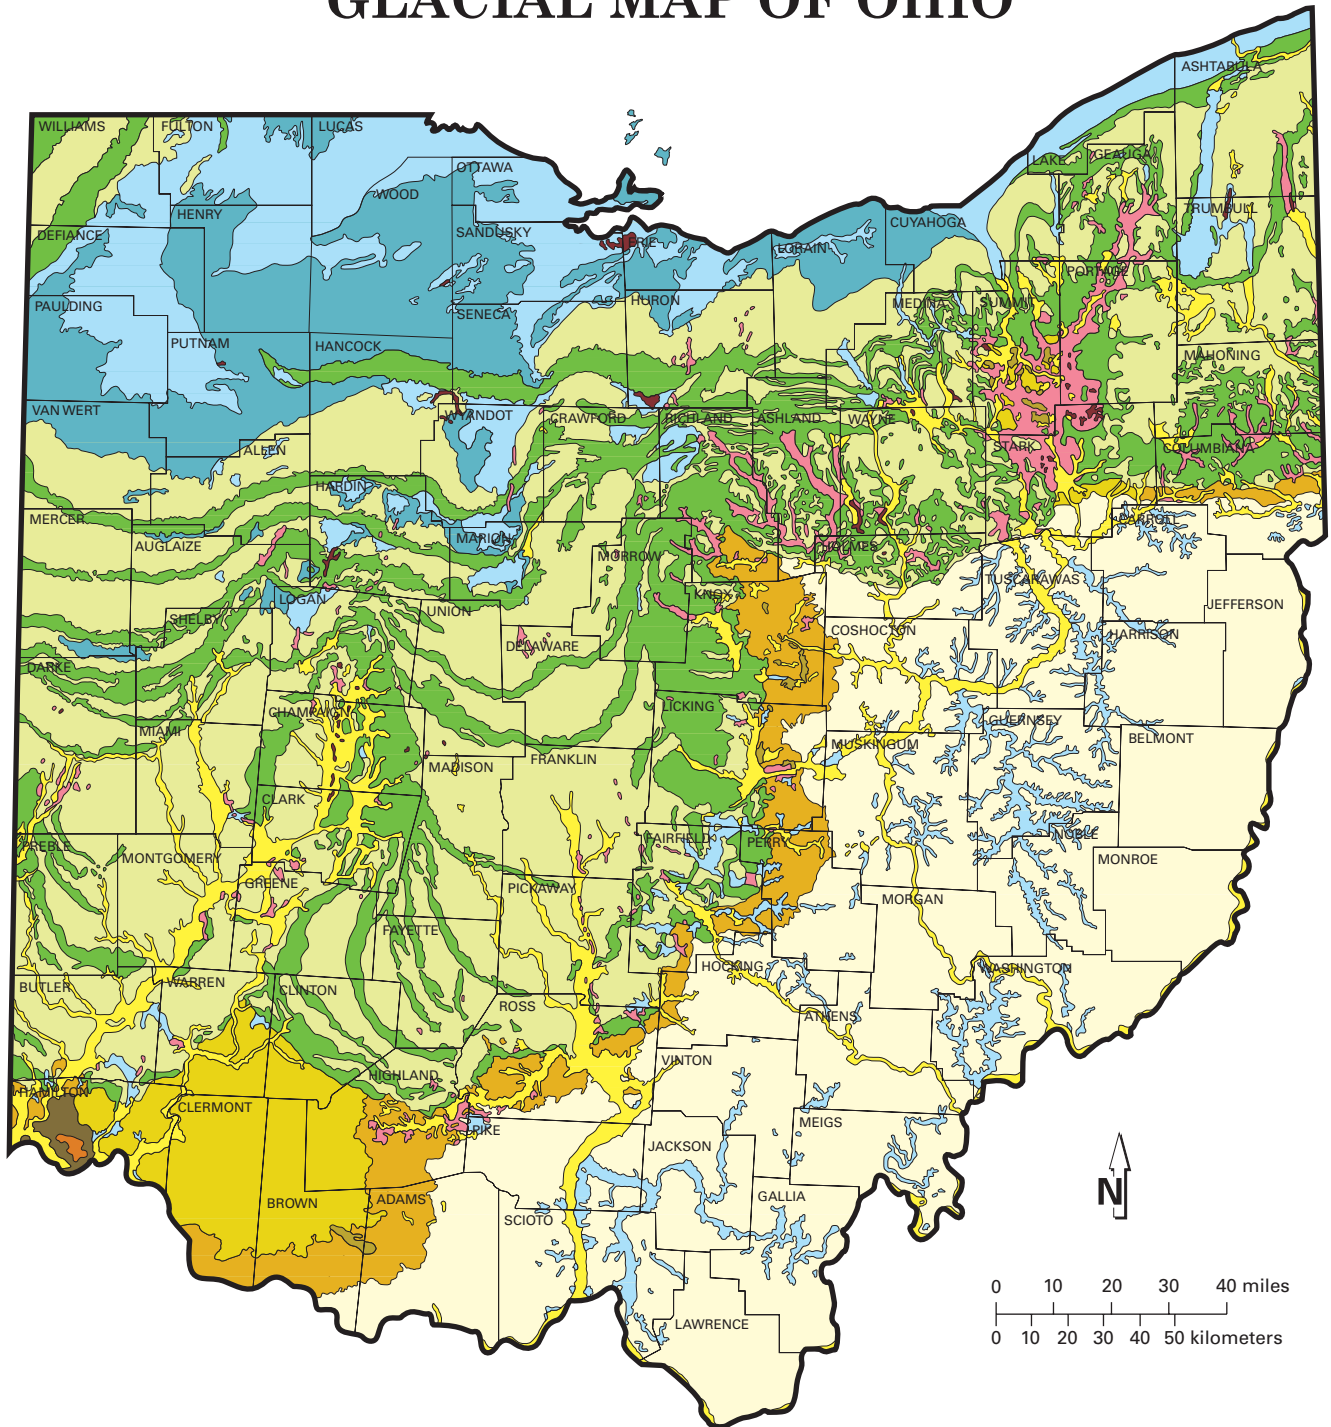 GLACIAL MAP OF OHIO
ASHTABULA
WILLIAMS
FULTON
LUCAS
LAKE
GEAUGA
OTTAWA
WOOD
HENRY
TRUMBULL
CUYAHOGA
DEFIANCE
SANDUSKY
ERIE
LORAIN
PORTAGE
PAULDING
HURON
MEDINA
SUMMIT
SENECA
PUTNAM
HANCOCK
MAHONING
VAN WERT
WYANDOT
CRAWFORD
RICHLAND
ASHLAND
WAYNE
ALLEN
STARK
COLUMBIANA
HARDIN
MERCER
CARROLL
AUGLAIZE
MARION
MORROW
HOLMES
TUSCARAWAS
LOGAN
KNOX
UNION
JEFFERSON
SHELBY
COSHOCTON
HARRISON
DELAWARE
DARKE
LICKING
CHAMPAIGN
GUERNSEY
MIAMI
MUSKINGUM
BELMONT
FRANKLIN
MADISON
CLARK
NOBLE
FAIRFIELD
PERRY
PREBLE
MONTGOMERY
MONROE
GREENE
PICKAWAY
MORGAN
FAYETTE
HOCKING
WASHINGTON
BUTLER
WARREN
CLINTON
ROSS
ATHENS
VINTON
HIGHLAND
HAMILTON
CLERMONT
PIKE
MEIGS
JACKSON
N
GALLIA
ADAMS
BROWN
SCIOTO
0 10 20 30 40 miles
LAWRENCE
0 10 20 30 40 50 kilometers